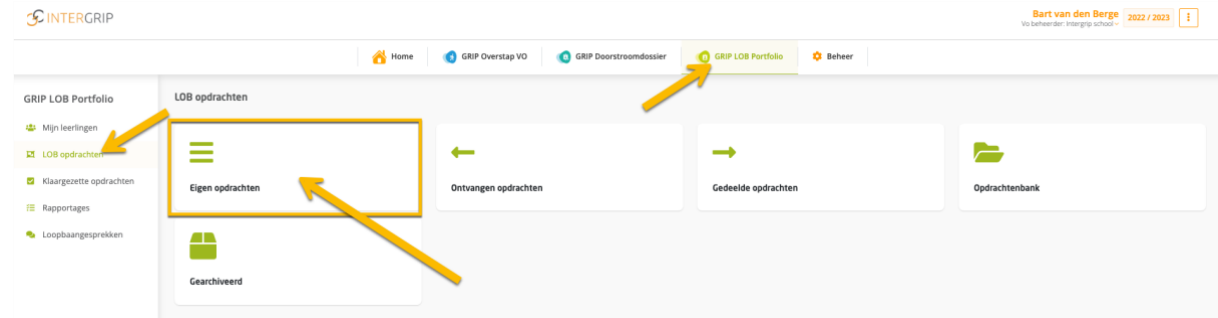 INTERGRIP
Bart van den Berge
Vo beheerder: Intergrip school -
2022 / 2023
Home
GRIP Overstap VO
GRIP Doorstroomdossier
GRIP LOB Portfolio
Beheer
GRIP LOB Portfolio
Mijn leerlingen
LOB opdrachten
Klaargezette opdrachten
Rapportages
Loopbaangesprekken
LOB opdrachten
Eigen opdrachten
Ontvangen opdrachten
Gedeelde opdrachten
Opdrachtenbank
Gearchiveerd